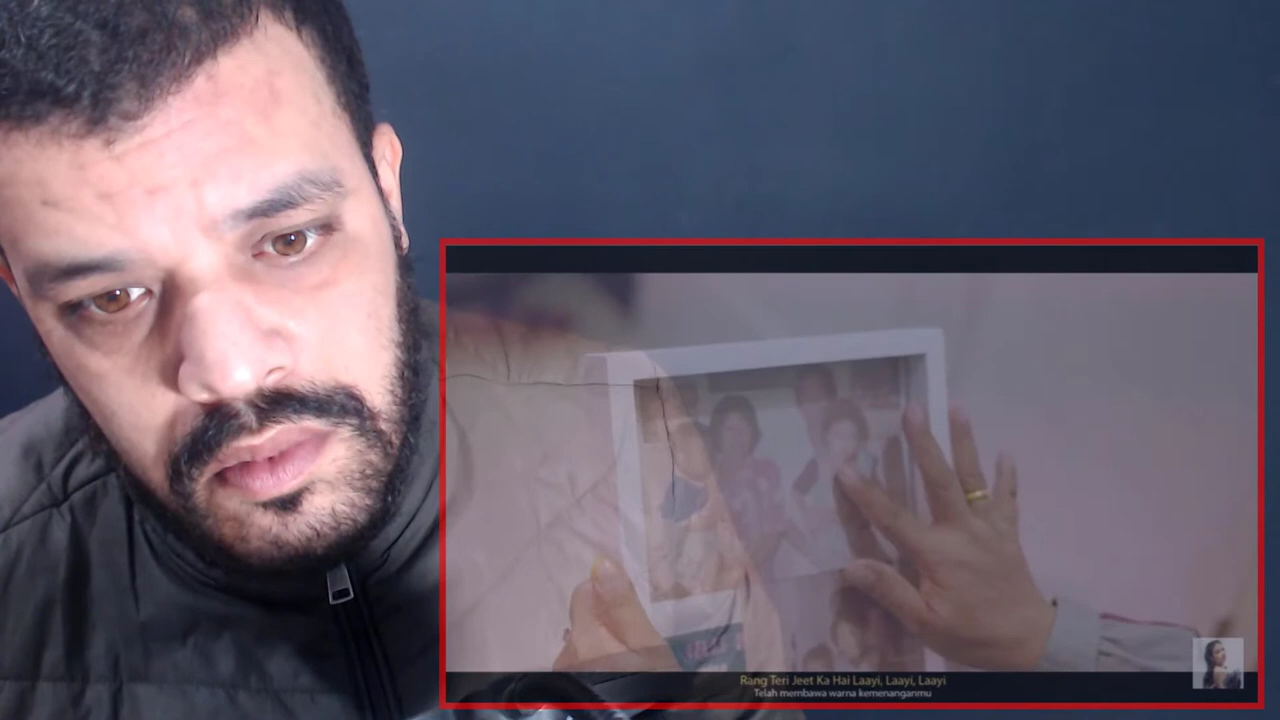 Rang Teri Jeet Ka Hai Laayi, Laayi, Laayi
Telah membawa warna kemenanganmu